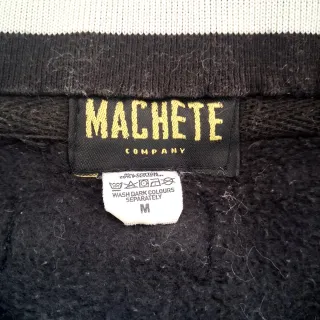 MACHETE
COMPANY
WASH DARK COLOURS
SEPARATELY
M